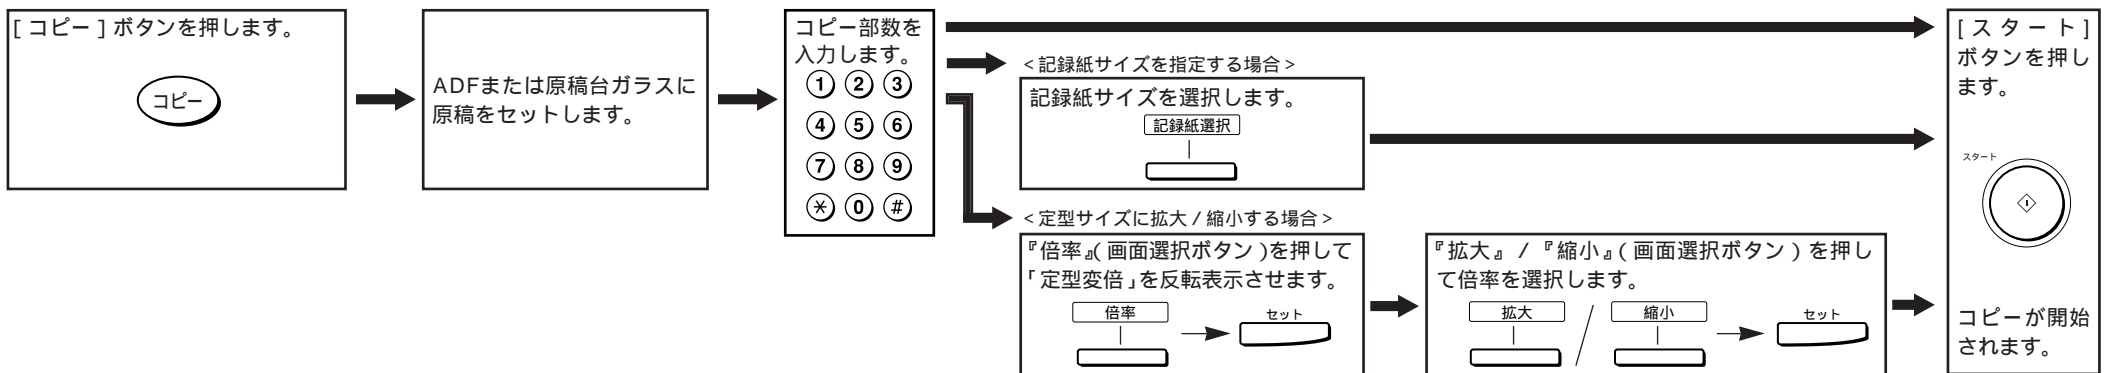 [コピー]ボタンを押します。
コピー
ADFまたは原稿台ガラスに
原稿をセットします。
コピー部数を
入力します。
1 2 3
4 5 6
7 8 9
* 0 #
<記録紙サイズを指定する場合>
記録紙サイズを選択します。
記録紙選択
<定型サイズに拡大/縮小する場合>
『倍率』(画面選択ボタン)を押して
「定型変倍」を反転表示させます。
倍率
セット
『拡大』/『縮小』(画面選択ボタン)を押し
て倍率を選択します。
拡大 / 縮小
セット
[スタート]
ボタンを押し
ます。
スタート
コピーが開始
されます。